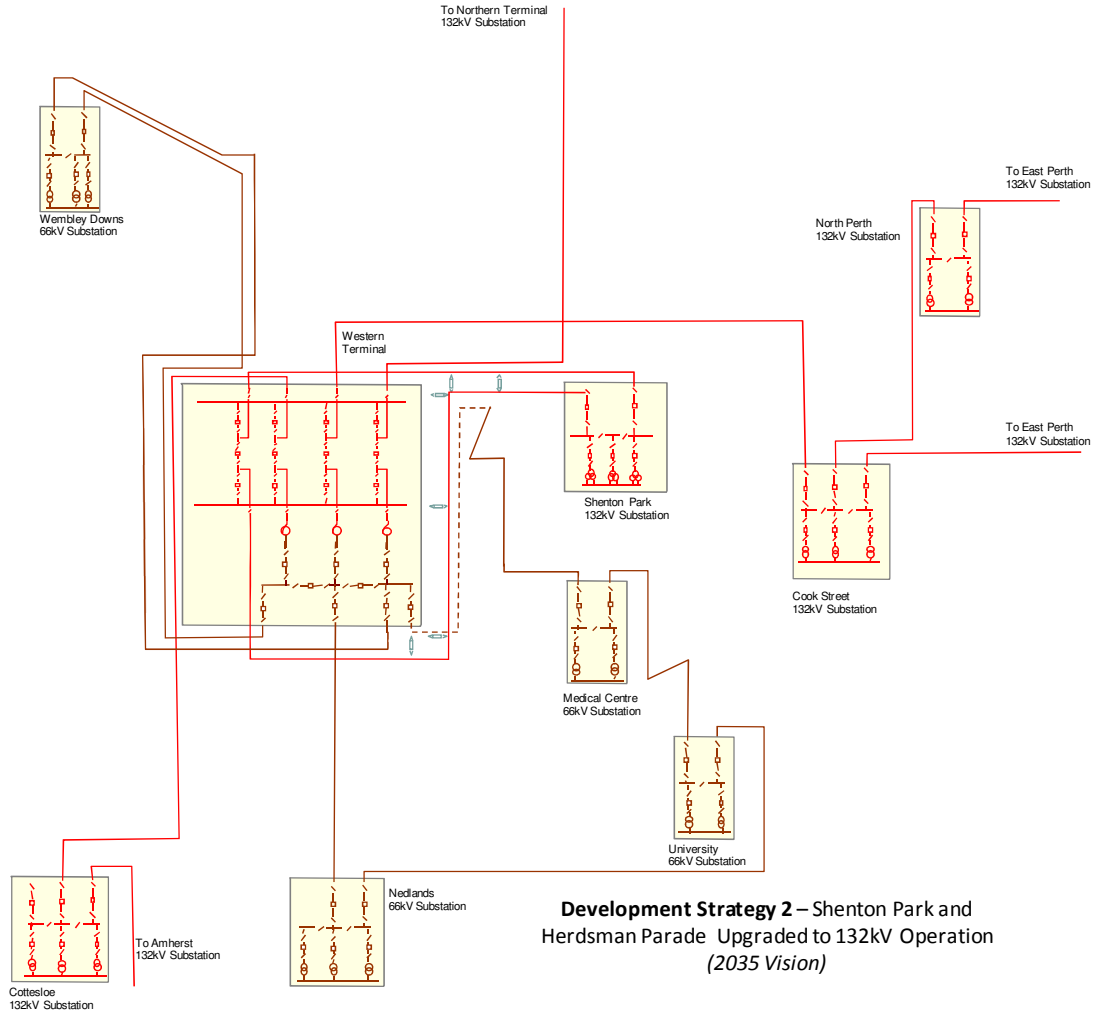 To Northern Terminal
132kV Substation
Wembley Downs
66kV Substation
To East Perth
132kV Substation
North Perth
132kV Substation
Western
Terminal
To East Perth
132kV Substation
Shenton Park
132kV Substation
Cook Street
132kV Substation
Medical Centre
66kV Substation
University
66kV Substation
Nedlands
66kV Substation
Development Strategy 2 – Shenton Park and
Herdsman Parade Upgraded to 132kV Operation
(2035 Vision)
To Amherst
132kV Substation
Cottesloe
132kV Substation